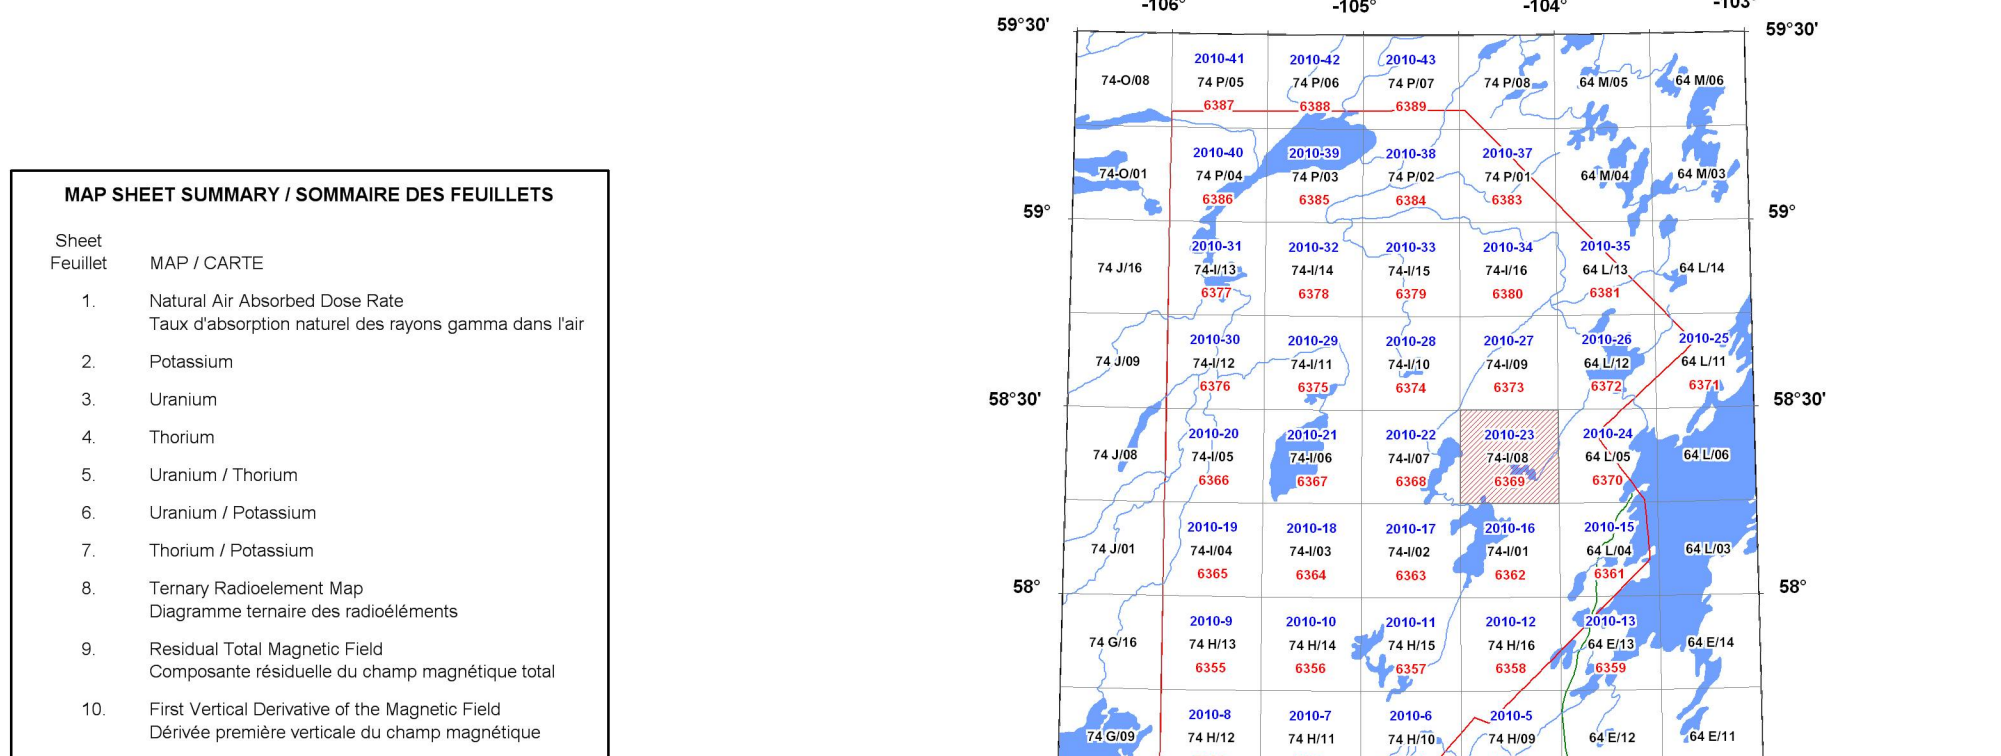 MAP SHEET SUMMARY / SOMMAIRE DES FEUILLETS
Sheet
Feuillet MAP / CARTE
1. Natural Air Absorbed Dose Rate
Taux d'absorption naturel des rayons gamma dans l'air
2. Potassium
3. Uranium
4. Thorium
5. Uranium / Thorium
6. Uranium / Potassium
7. Thorium / Potassium
8. Ternary Radioelement Map
Diagramme ternaire des radioéléments
9. Residual Total Magnetic Field
Composante résiduelle du champ magnétique total
10. First Vertical Derivative of the Magnetic Field
Dérivée première verticale du champ magnétique
-106° -105° -104° -103°
59°30' 59°30'
2010-41 2010-42 2010-43
74-O/08 74 P/05 74 P/06 74 P/07 74 P/08 64 M/05 64 M/06
6387 6388 6389
2010-40 2010-39 2010-38 2010-37
74-O/01 74 P/04 74 P/03 74 P/02 74 P/01 64 M/04 64 M/03
6386 6385 6384 6383
59° 59°
2010-31 2010-32 2010-33 2010-34 2010-35
74 J/16 74-I/13 74-I/14 74-I/15 74-I/16 64 L/13 64 L/14
6377 6378 6379 6380 6381
2010-30 2010-29 2010-28 2010-27 2010-26 2010-25
74 J/09 74-I/12 74-I/11 74-I/10 74-I/09 64 L/12 64 L/11
6376 6375 6374 6373 6372 6371
58°30' 58°30'
2010-20 2010-21 2010-22 2010-23 2010-24
74 J/08 74-I/05 74-I/06 74-I/07 74-I/08 64 L/05 64 L/06
6366 6367 6368 6369 6370
2010-19 2010-18 2010-17 2010-16 2010-15
74 J/01 74-I/04 74-I/03 74-I/02 74-I/01 64 L/04 64 L/03
6365 6364 6363 6362 6361
58° 58°
2010-9 2010-10 2010-11 2010-12 2010-13
74 G/16 74 H/13 74 H/14 74 H/15 74 H/16 64 E/13 64 E/14
6355 6356 6357 6358 6359
2010-8 2010-7 2010-6 2010-5
74 G/09 74 H/12 74 H/11 74 H/10 74 H/09 64 E/12 64 E/11